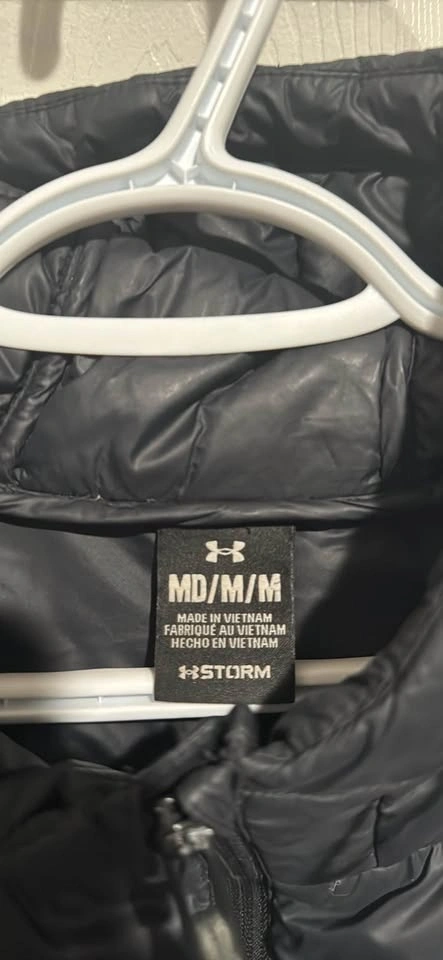 MD/M/M
MADE IN VIETNAM
FABRIQUÉ AU VIETNAM
HECHO EN VIETNAM
STORM